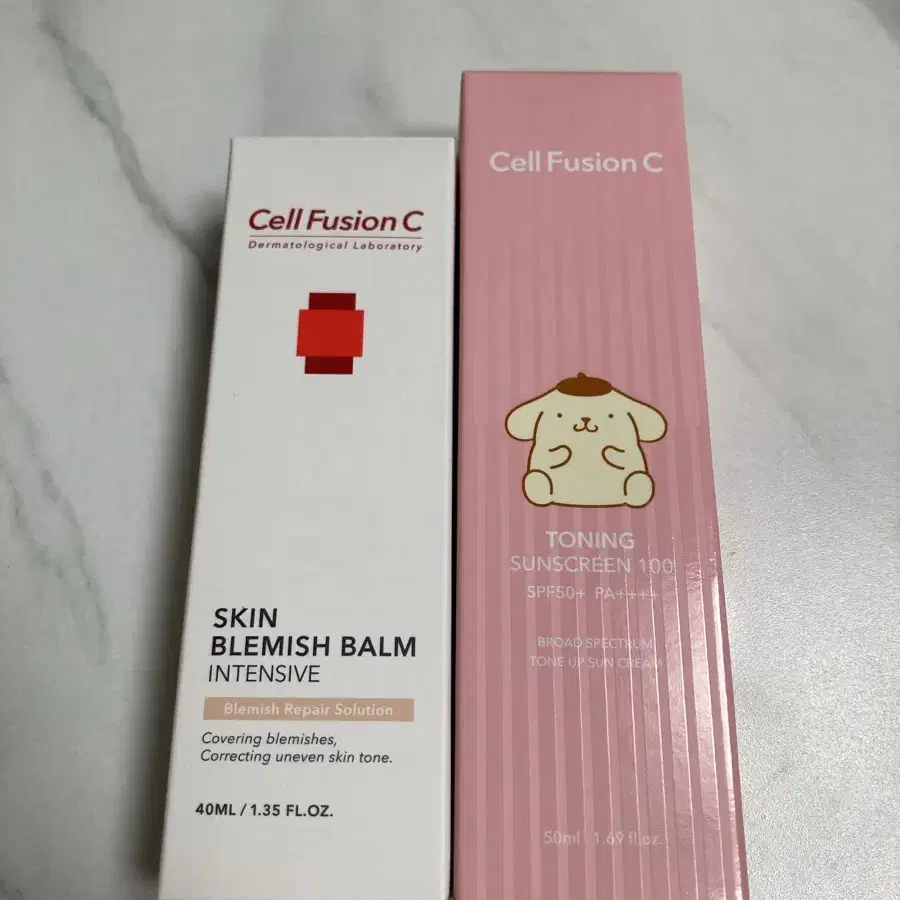 Cell Fusion C
Dermatological Laboratory
SKIN
BLEMISH BALM
INTENSIVE
Blemish Repair Solution
Covering blemishes,
Correcting uneven skin tone.
40ML / 1.35 FL.OZ.
Cell Fusion C
TONING
SUNSCREEN 100
SPF50+ PA++++
BROAD SPECTRUM
TONE UP SUN CREAM
50ml / 1.69 fl.oz.